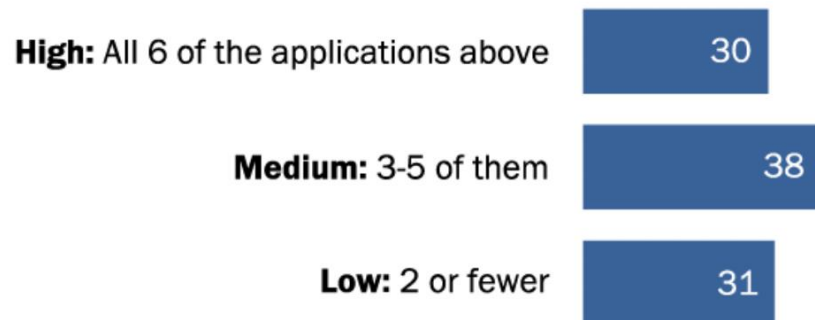 High: All 6 of the applications above 30
Medium: 3-5 of them 38
Low: 2 or fewer 31